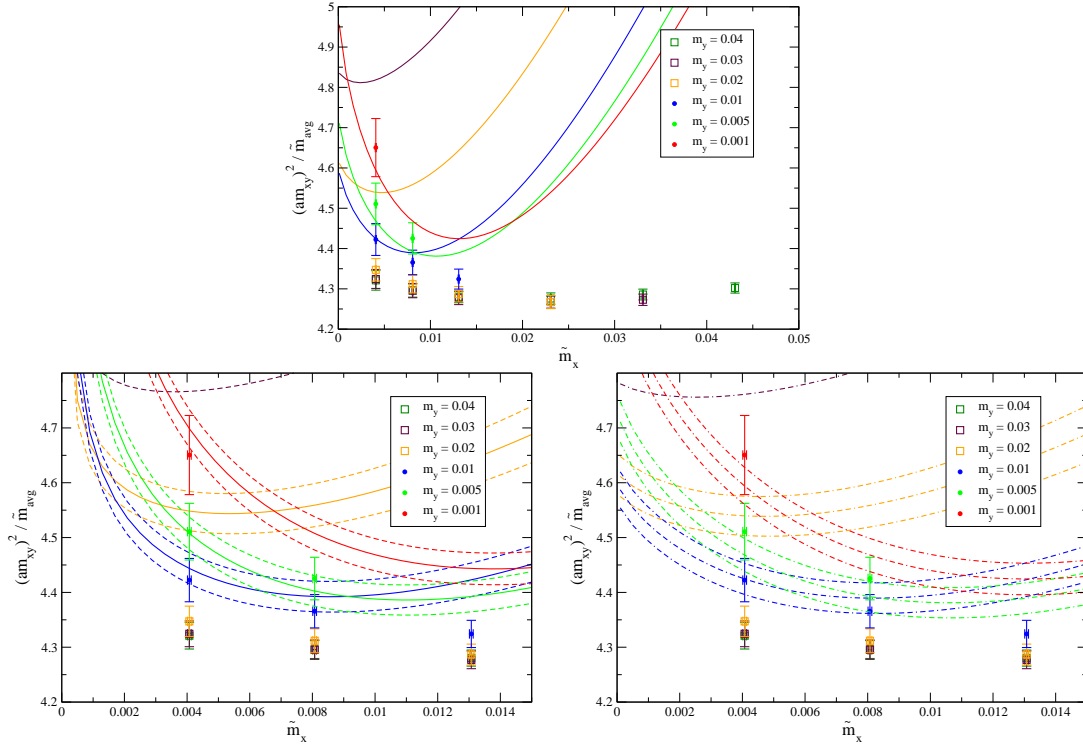 5
4.9
4.8
4.7
4.6
4.5
4.4
4.3
4.2
(am_xy)^2 / m̃_avg
0 0.01 0.02 0.03 0.04 0.05
m̃_x
m_y = 0.04
m_y = 0.03
m_y = 0.02
m_y = 0.01
m_y = 0.005
m_y = 0.001
4.7
4.6
4.5
4.4
4.3
4.2
(am_xy)^2 / m̃_avg
0 0.002 0.004 0.006 0.008 0.01 0.012 0.014
m̃_x
m_y = 0.04
m_y = 0.03
m_y = 0.02
m_y = 0.01
m_y = 0.005
m_y = 0.001
4.7
4.6
4.5
4.4
4.3
4.2
(am_xy)^2 / m̃_avg
0 0.002 0.004 0.006 0.008 0.01 0.012 0.014
m̃_x
m_y = 0.04
m_y = 0.03
m_y = 0.02
m_y = 0.01
m_y = 0.005
m_y = 0.001